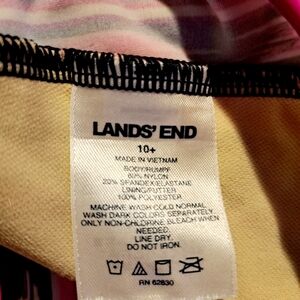 LANDS' END
10+
MADE IN VIETNAM
BODY/RUMPF
80% NYLON
20% SPANDEX/ELASTANE
LINING/FUTTER
100% POLYESTER
MACHINE WASH COLD NORMAL
WASH DARK COLORS SEPARATELY
ONLY NON-CHLORINE BLEACH WHEN
NEEDED
LINE DRY
DO NOT IRON.
RN 62830